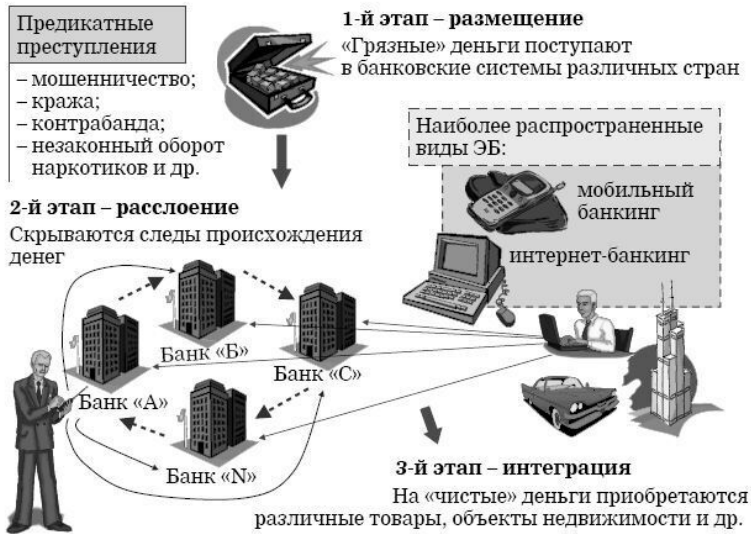 Предикатные
преступления
– мошенничество;
– кража;
– контрабанда;
– незаконный оборот
наркотиков и др.
1-й этап – размещение
«Грязные» деньги поступают
в банковские системы различных стран
Наиболее распространенные
виды ЭБ:
мобильный
банкинг
интернет-банкинг
2-й этап – расслоение
Скрываются следы происхождения
денег
Банк «Б»
Банк «С»
Банк «А»
Банк «N»
3-й этап – интеграция
На «чистые» деньги приобретаются
различные товары, объекты недвижимости и др.